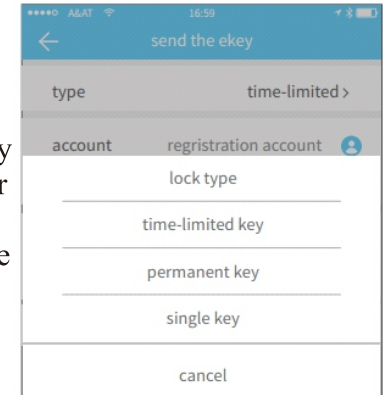 A&AT 16:59
send the ekey
type time-limited >
account regristration account
lock type
time-limited key
permanent key
single key
cancel
y
r
e